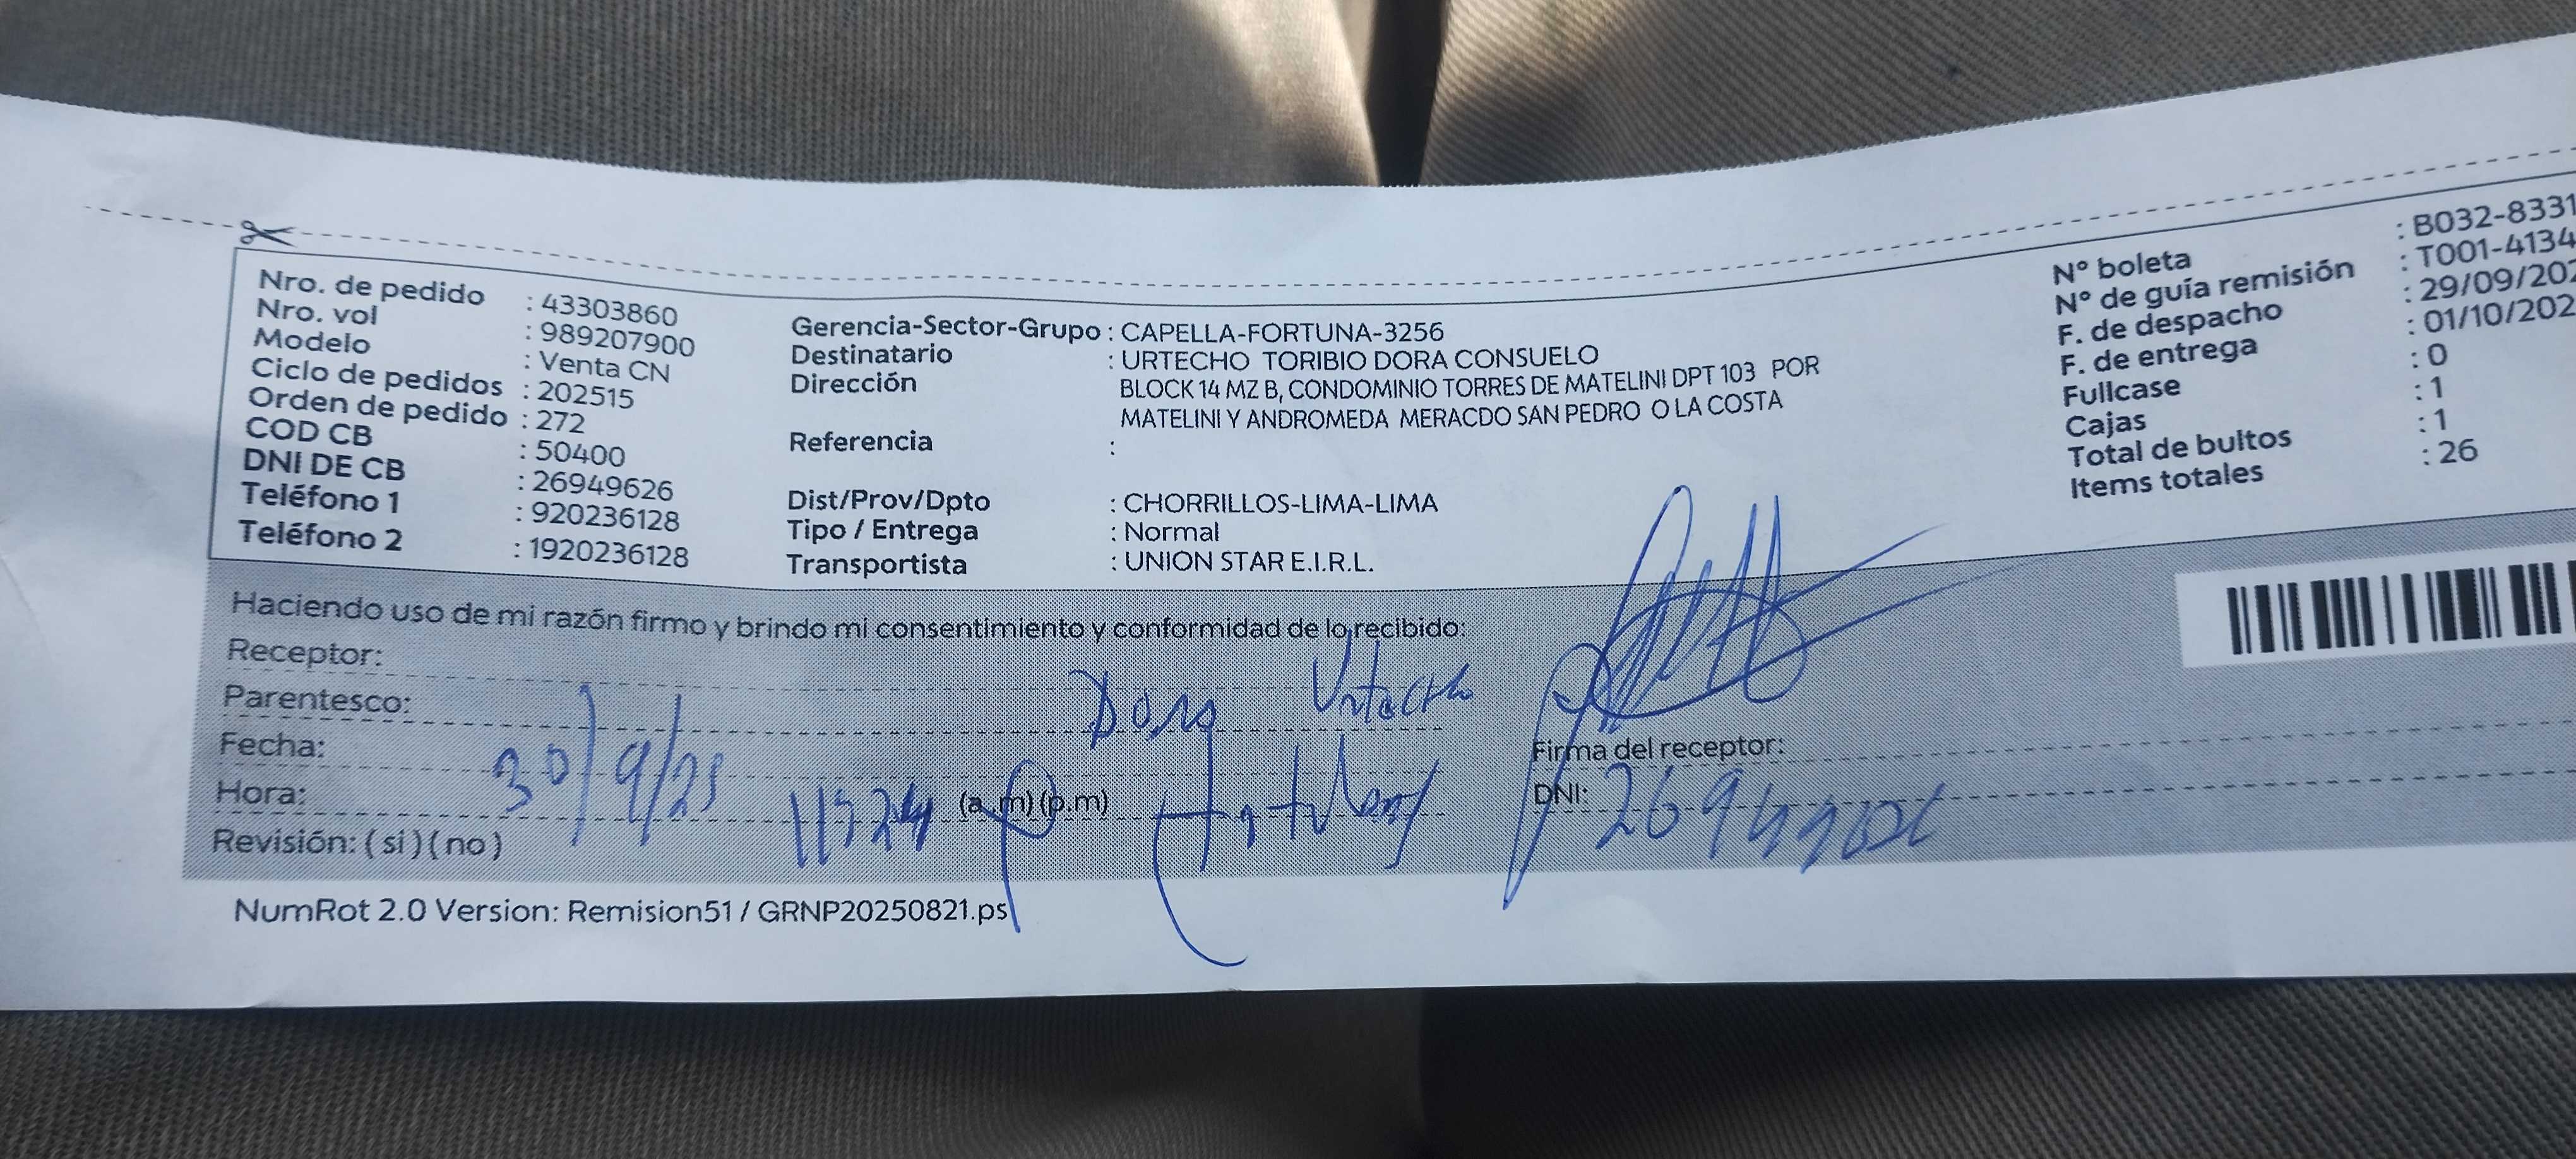 Nro. de pedido : 43303860
Nro. vol : 989207900
Modelo : Venta CN
Ciclo de pedidos : 202515
Orden de pedido : 272
COD CB : 50400
DNI DE CB : 26949626
Teléfono 1 : 920236128
Teléfono 2 : 1920236128
Gerencia-Sector-Grupo : CAPELLA-FORTUNA-3256
Destinatario : URTECHO TORIBIO DORA CONSUELO
Dirección BLOCK 14 MZ B, CONDOMINIO TORRES DE MATELINI DPT 103 POR
MATELINI Y ANDROMEDA MERACDO SAN PEDRO O LA COSTA
Referencia :
Dist/Prov/Dpto : CHORRILLOS-LIMA-LIMA
Tipo / Entrega : Normal
Transportista : UNION STAR E.I.R.L.
N° boleta : B032-8331
N° de guía remisión : T001-4134
F. de despacho : 29/09/202
F. de entrega : 01/10/202
Fullcase : 0
Cajas : 1
Total de bultos : 1
Items totales : 26
Haciendo uso de mi razón firmo y brindo mi consentimiento y conformidad de lo recibido:
Receptor: Dora Urtecho
Parentesco:
Fecha: 30/9/25
Hora: (a.m) (p.m)
Revisión: ( si ) ( no )
Firma del receptor:
DNI:
NumRot 2.0 Version: Remision51 / GRNP20250821.ps